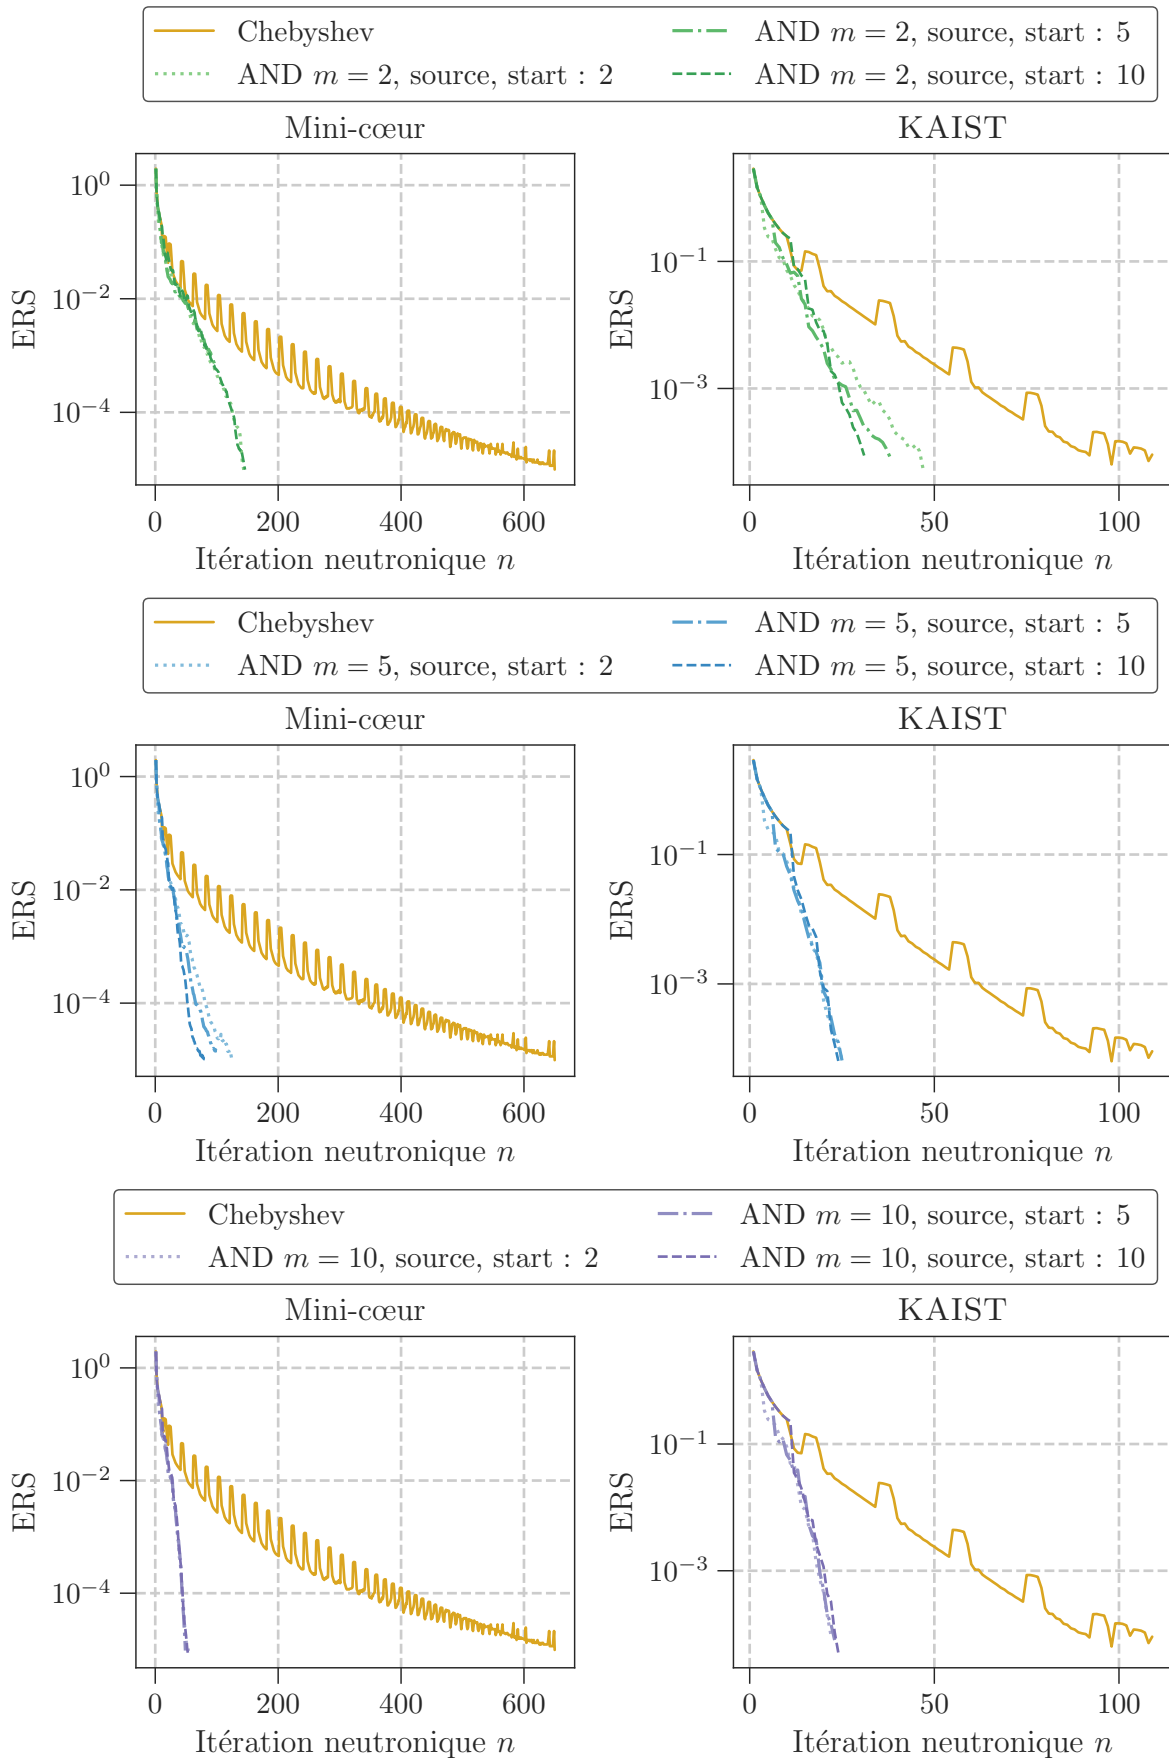 Chebyshev
AND m = 2, source, start : 2
AND m = 2, source, start : 5
AND m = 2, source, start : 10
Mini-cœur
ERS
10^0
10^−2
10^−4
0 200 400 600
Itération neutronique n
KAIST
ERS
10^−1
10^−3
0 50 100
Itération neutronique n
Chebyshev
AND m = 5, source, start : 2
AND m = 5, source, start : 5
AND m = 5, source, start : 10
Mini-cœur
ERS
10^0
10^−2
10^−4
0 200 400 600
Itération neutronique n
KAIST
ERS
10^−1
10^−3
0 50 100
Itération neutronique n
Chebyshev
AND m = 10, source, start : 2
AND m = 10, source, start : 5
AND m = 10, source, start : 10
Mini-cœur
ERS
10^0
10^−2
10^−4
0 200 400 600
Itération neutronique n
KAIST
ERS
10^−1
10^−3
0 50 100
Itération neutronique n